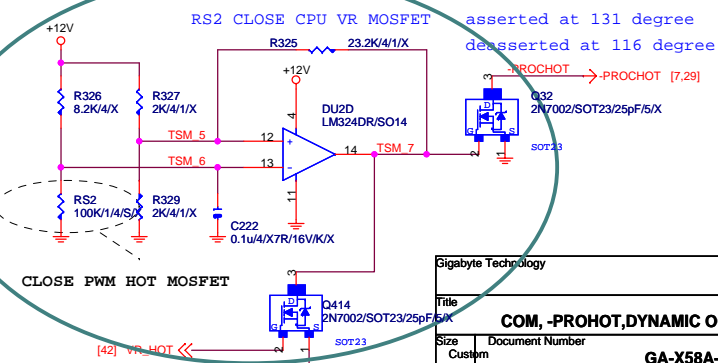 RS2 CLOSE CPU VR MOSFET
asserted at 131 degree
deasserted at 116 degree
+12V
R325
23.2K/4/1/X
+12V
-PROCHOT
-PROCHOT [7,29]
3
R326
8.2K/4/X
R327
2K/4/1/X
4
DU2D
LM324DR/SO14
D
G
S
Q32
2N7002/SOT23/25pF/5/X
TSM_5
12
+
14
TSM_7
2
1
SOT23
TSM_6
13
-
11
RS2
100K/1/4/S/X
R329
2K/4/1/X
C222
0.1u/4/X7R/16V/K/X
CLOSE PWM HOT MOSFET
3
D
G
S
Q414
2N7002/SOT23/25pF/5/X
SOT23
2
1
[42] VR_HOT
Gigabyte Technology
Title
COM, -PROHOT,DYNAMIC O
Size
Document Number
Custom
GA-X58A-